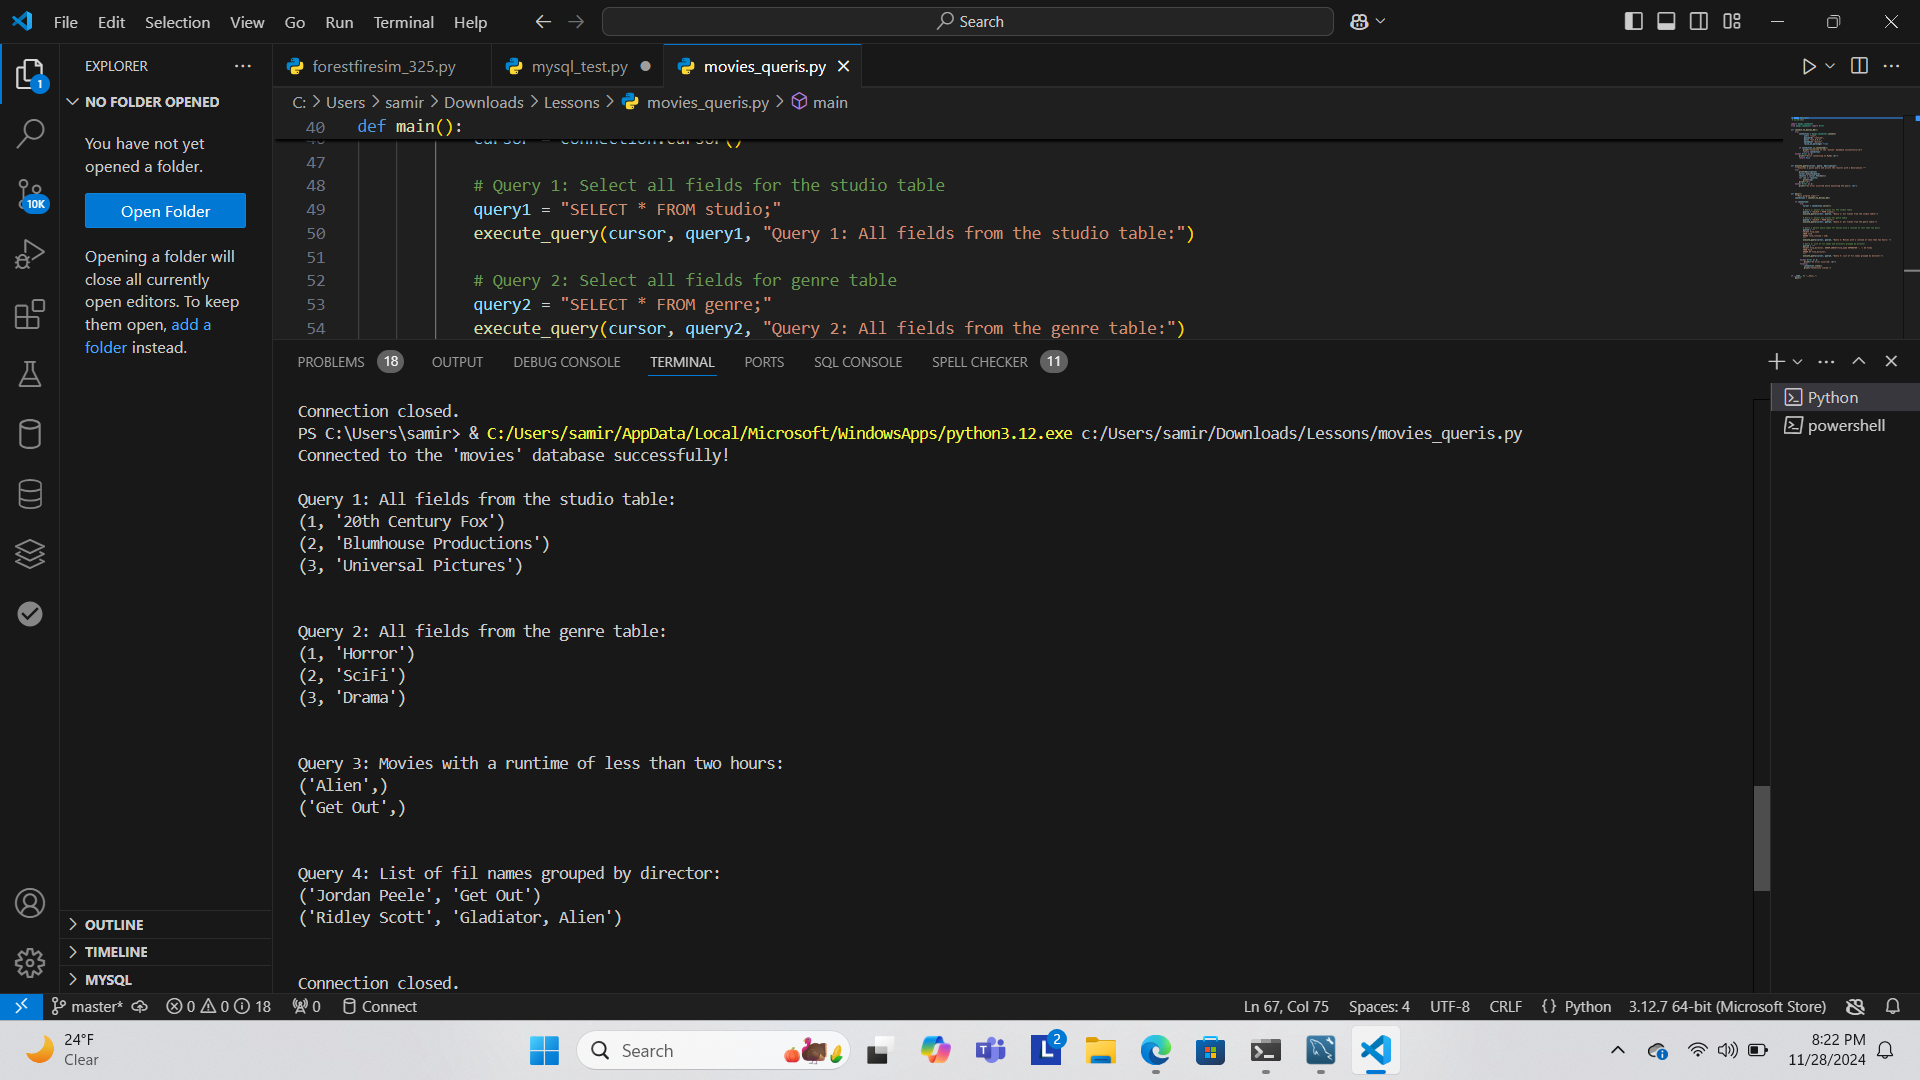 File Edit Selection View Go Run Terminal Help
Search
EXPLORER
1
NO FOLDER OPENED
You have not yet
opened a folder.
10K
Open Folder
Opening a folder will
close all currently
open editors. To keep
them open, add a
folder instead.
OUTLINE
TIMELINE
MYSQL
forestfiresim_325.py
mysql_test.py
movies_queris.py
C: > Users > samir > Downloads > Lessons > movies_queris.py > main
40 def main():
46 cursor = connection.cursor()
47
48 # Query 1: Select all fields for the studio table
49 query1 = "SELECT * FROM studio;"
50 execute_query(cursor, query1, "Query 1: All fields from the studio table:")
51
52 # Query 2: Select all fields for genre table
53 query2 = "SELECT * FROM genre;"
54 execute_query(cursor, query2, "Query 2: All fields from the genre table:")
PROBLEMS 18 OUTPUT DEBUG CONSOLE TERMINAL PORTS SQL CONSOLE SPELL CHECKER 11
Python
powershell
Connection closed.
PS C:\Users\samir> & C:/Users/samir/AppData/Local/Microsoft/WindowsApps/python3.12.exe c:/Users/samir/Downloads/Lessons/movies_queris.py
Connected to the 'movies' database successfully!
Query 1: All fields from the studio table:
(1, '20th Century Fox')
(2, 'Blumhouse Productions')
(3, 'Universal Pictures')
Query 2: All fields from the genre table:
(1, 'Horror')
(2, 'SciFi')
(3, 'Drama')
Query 3: Movies with a runtime of less than two hours:
('Alien',)
('Get Out',)
Query 4: List of fil names grouped by director:
('Jordan Peele', 'Get Out')
('Ridley Scott', 'Gladiator, Alien')
Connection closed.
master* 0 0 18 0 Connect
Ln 67, Col 75 Spaces: 4 UTF-8 CRLF {} Python 3.12.7 64-bit (Microsoft Store)
24°F
Clear
Search
2
8:22 PM
11/28/2024